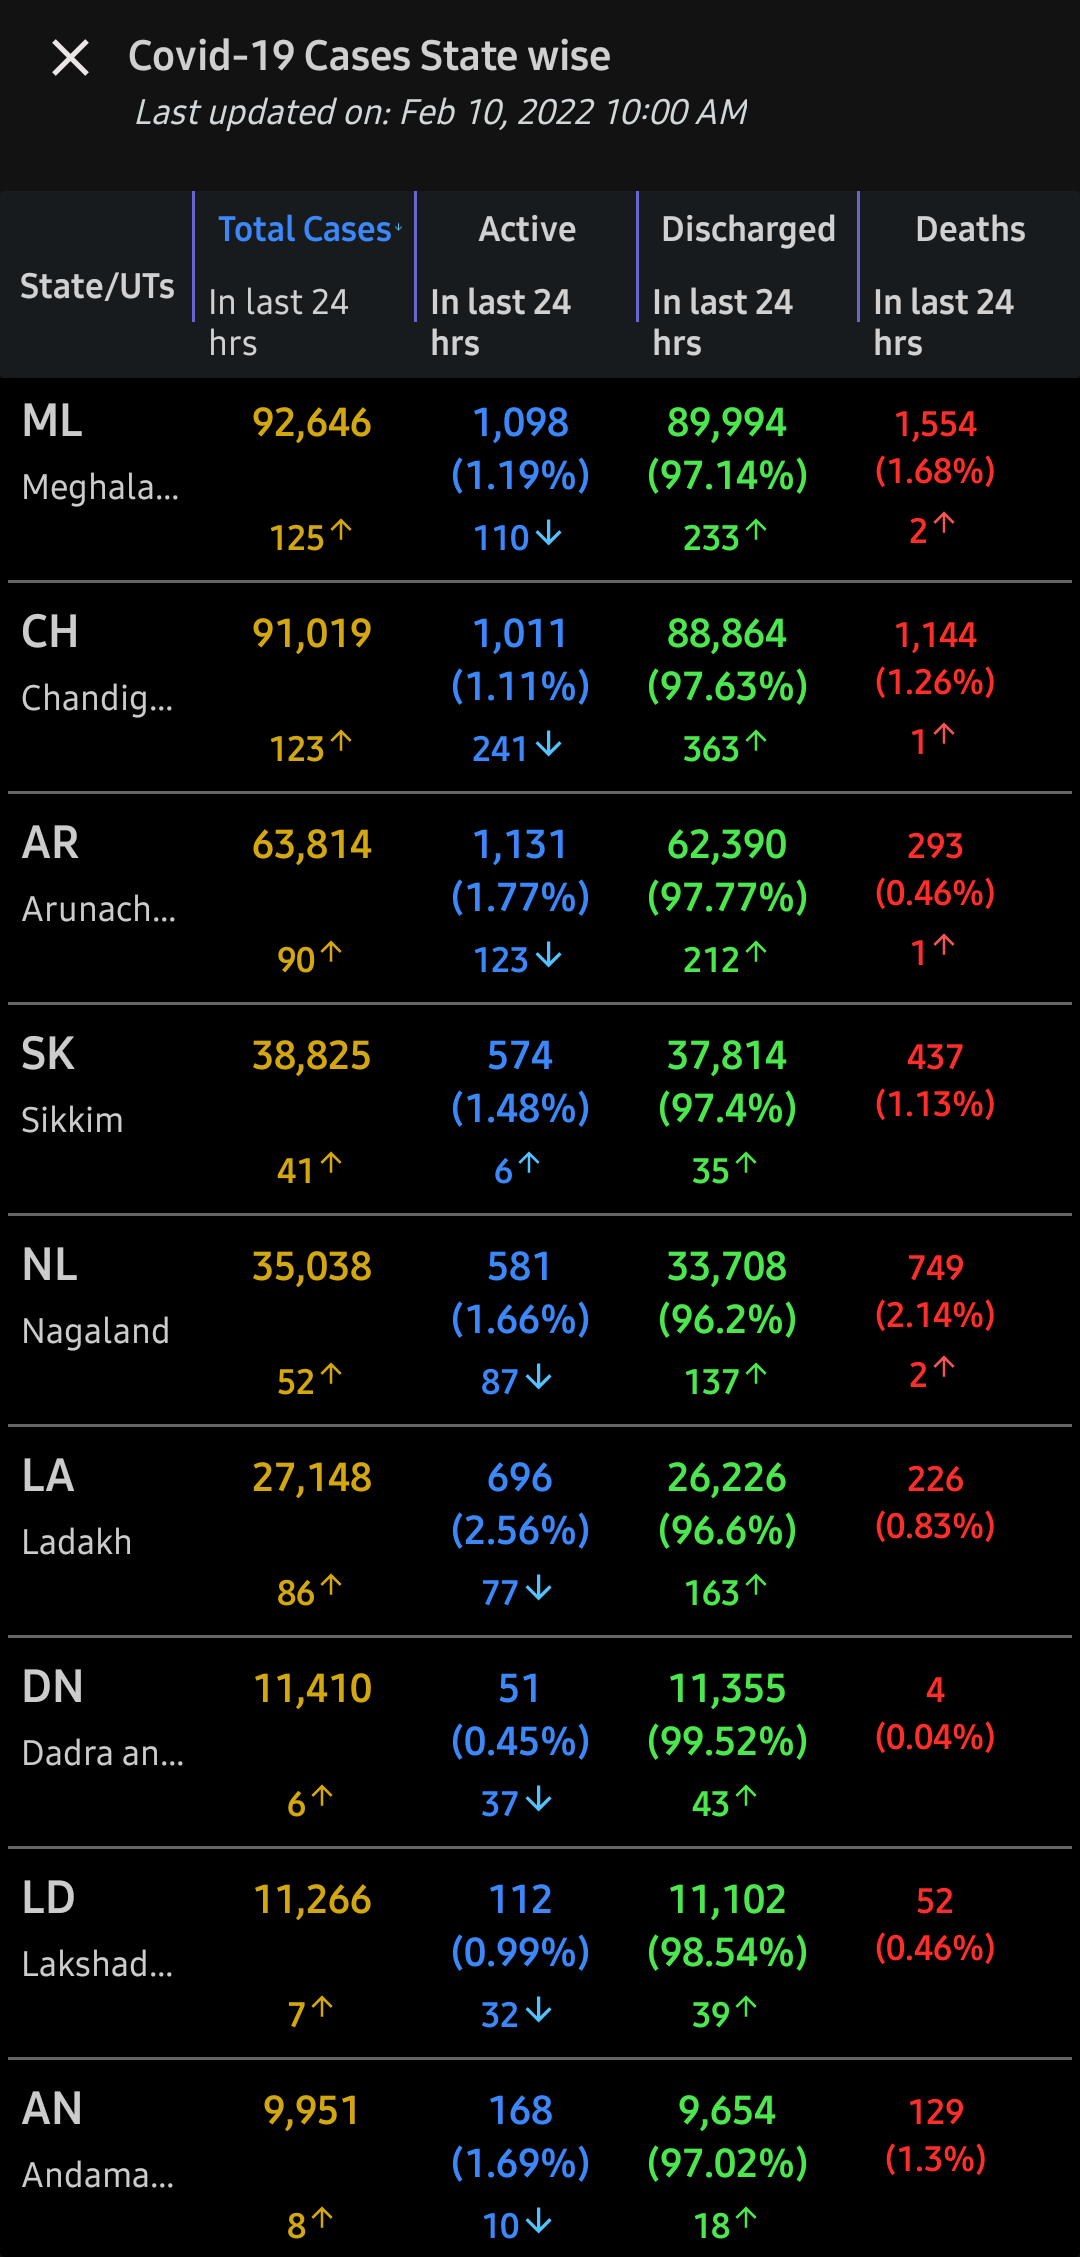 Covid-19 Cases State wise
Last updated on: Feb 10, 2022 10:00 AM
State/UTs
Total Cases↓ Active Discharged Deaths
In last 24 hrs In last 24 hrs In last 24 hrs In last 24 hrs
ML 92,646 1,098 89,994 1,554
Meghala... (1.19%) (97.14%) (1.68%)
125↑ 110↓ 233↑ 2↑
CH 91,019 1,011 88,864 1,144
Chandig... (1.11%) (97.63%) (1.26%)
123↑ 241↓ 363↑ 1↑
AR 63,814 1,131 62,390 293
Arunach... (1.77%) (97.77%) (0.46%)
90↑ 123↓ 212↑ 1↑
SK 38,825 574 37,814 437
Sikkim (1.48%) (97.4%) (1.13%)
41↑ 6↑ 35↑
NL 35,038 581 33,708 749
Nagaland (1.66%) (96.2%) (2.14%)
52↑ 87↓ 137↑ 2↑
LA 27,148 696 26,226 226
Ladakh (2.56%) (96.6%) (0.83%)
86↑ 77↓ 163↑
DN 11,410 51 11,355 4
Dadra an... (0.45%) (99.52%) (0.04%)
6↑ 37↓ 43↑
LD 11,266 112 11,102 52
Lakshad... (0.99%) (98.54%) (0.46%)
7↑ 32↓ 39↑
AN 9,951 168 9,654 129
Andama... (1.69%) (97.02%) (1.3%)
8↑ 10↓ 18↑